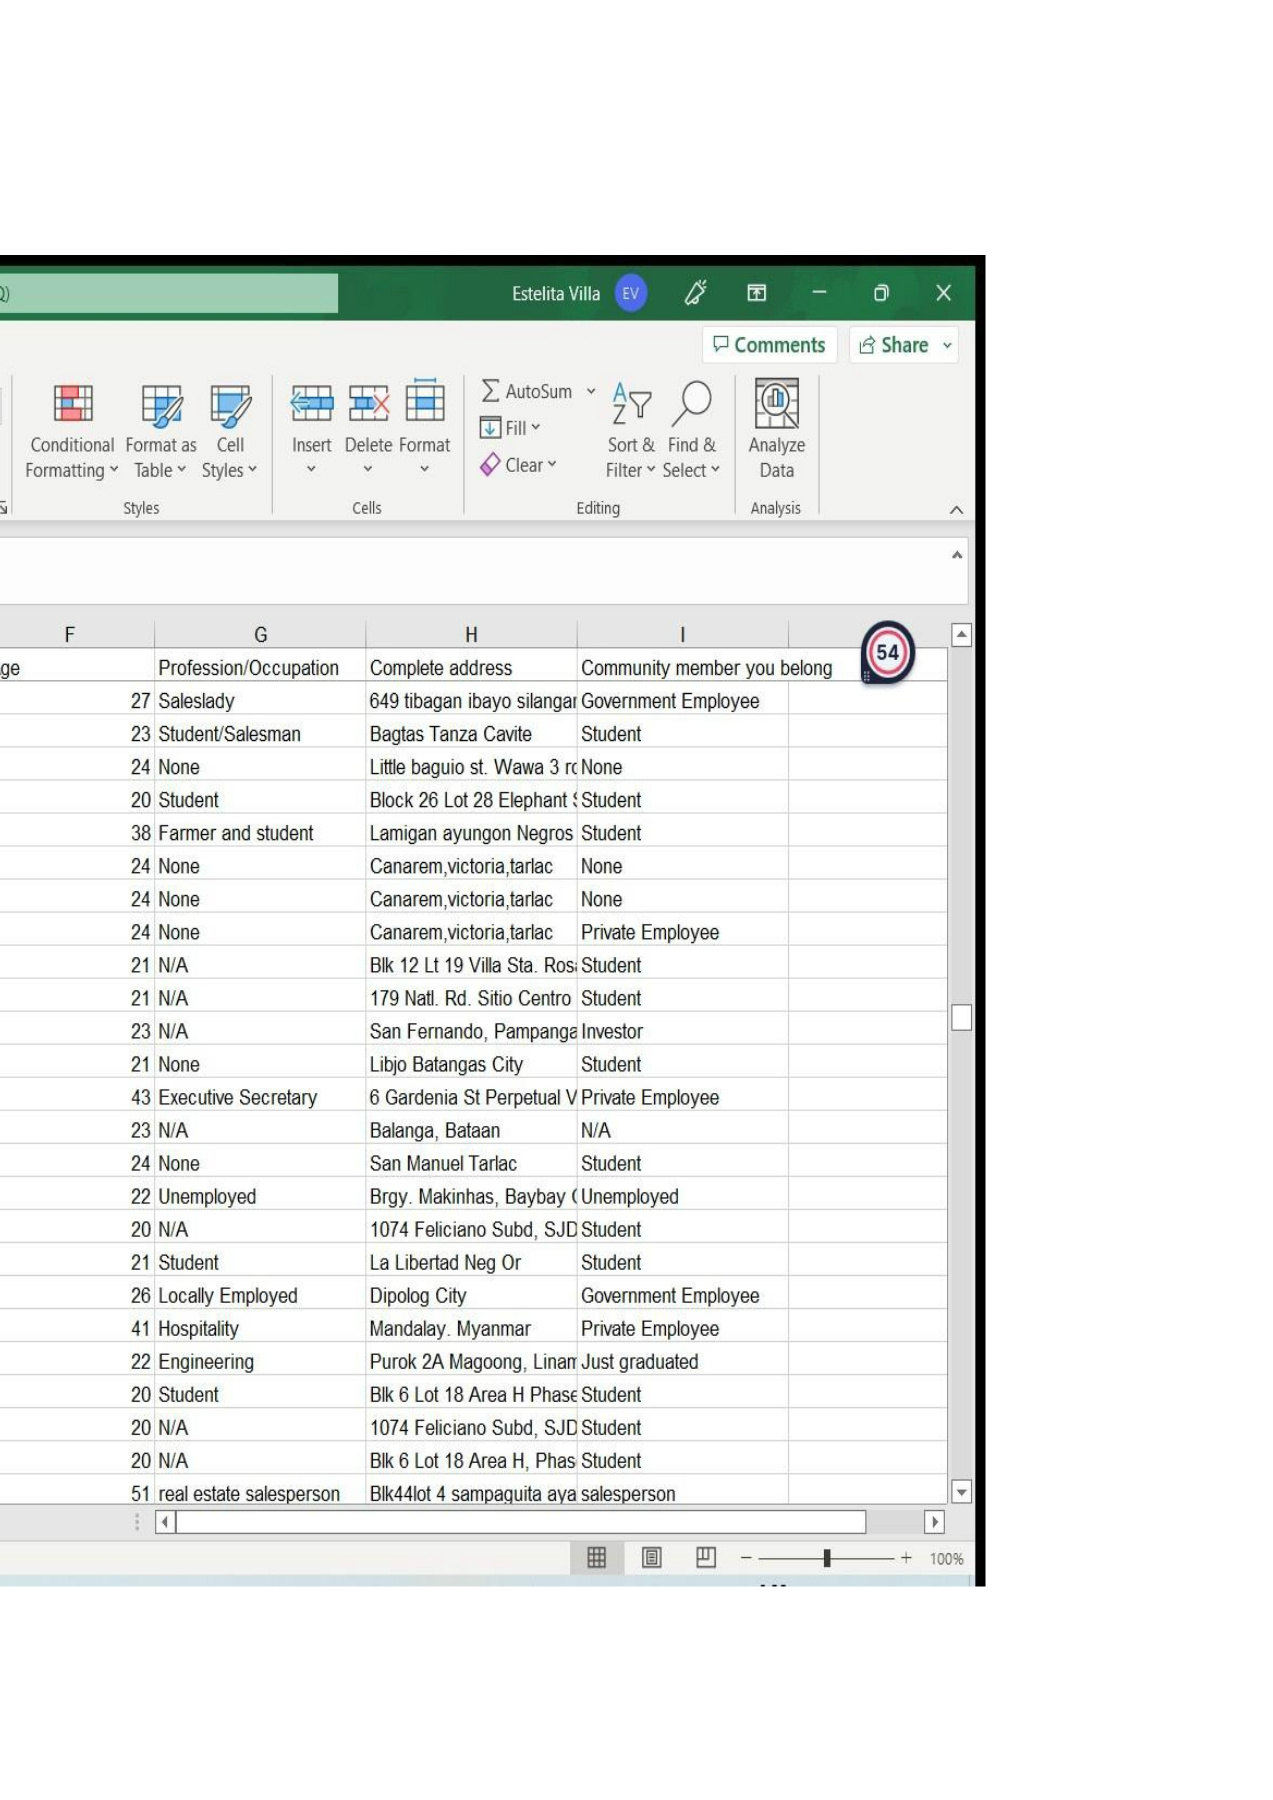 Q)
Estelita Villa EV
Comments Share
AutoSum
Fill
Clear
Conditional Formatting
Format as Table
Cell Styles
Insert Delete Format
Sort & Filter
Find & Select
Analyze Data
Styles Cells Editing Analysis
F G H I
54
ge Profession/Occupation Complete address Community member you belong
27 Saleslady 649 tibagan ibayo silangan Government Employee
23 Student/Salesman Bagtas Tanza Cavite Student
24 None Little baguio st. Wawa 3 ro None
20 Student Block 26 Lot 28 Elephant S Student
38 Farmer and student Lamigan ayungon Negros Student
24 None Canarem,victoria,tarlac None
24 None Canarem,victoria,tarlac None
24 None Canarem,victoria,tarlac Private Employee
21 N/A Blk 12 Lt 19 Villa Sta. Rosa Student
21 N/A 179 Natl. Rd. Sitio Centro Student
23 N/A San Fernando, Pampanga Investor
21 None Libjo Batangas City Student
43 Executive Secretary 6 Gardenia St Perpetual V Private Employee
23 N/A Balanga, Bataan N/A
24 None San Manuel Tarlac Student
22 Unemployed Brgy. Makinhas, Baybay C Unemployed
20 N/A 1074 Feliciano Subd, SJD Student
21 Student La Libertad Neg Or Student
26 Locally Employed Dipolog City Government Employee
41 Hospitality Mandalay. Myanmar Private Employee
22 Engineering Purok 2A Magoong, Linam Just graduated
20 Student Blk 6 Lot 18 Area H Phase Student
20 N/A 1074 Feliciano Subd, SJD Student
20 N/A Blk 6 Lot 18 Area H, Phas Student
51 real estate salesperson Blk44lot 4 sampaguita aya salesperson
100%